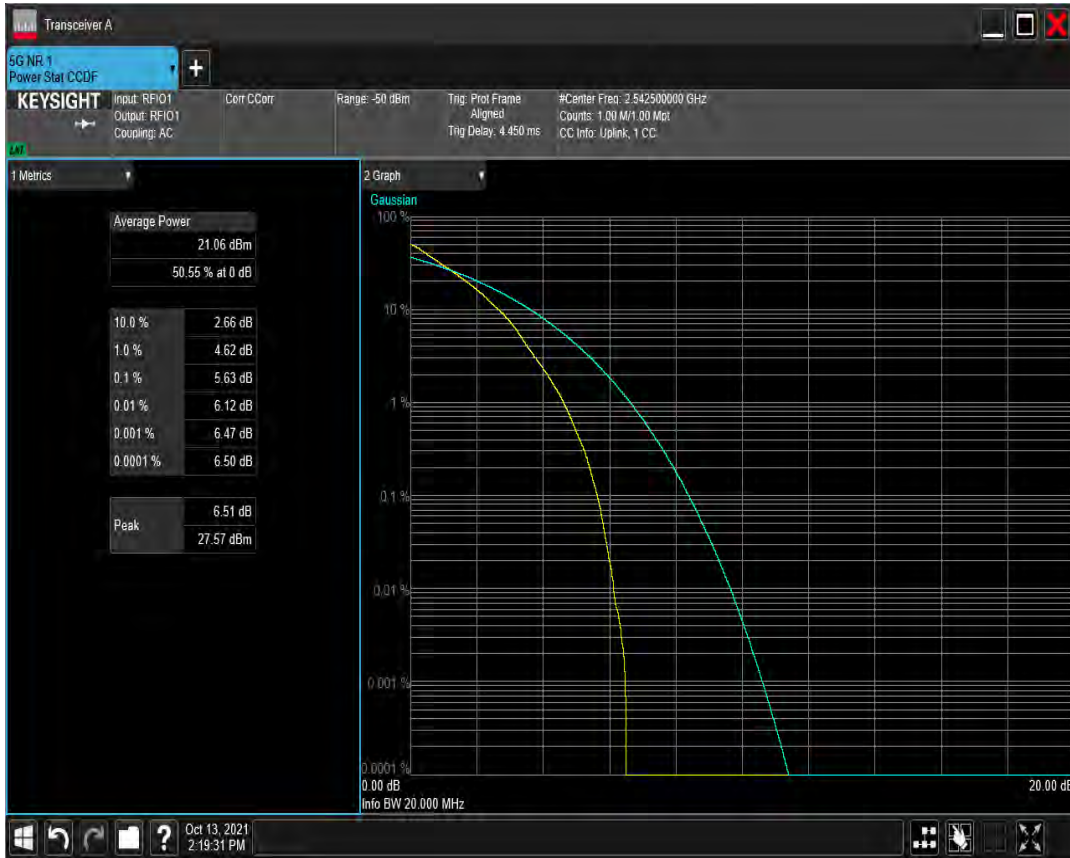 Transceiver A
5G NR 1
Power Stat CCDF
+
KEYSIGHT
Input: RFIO1
Output: RFIO1
Coupling: AC
Corr CCorr
Range: -50 dBm
Trig: Prot Frame
Aligned
Trig Delay: 4.450 ms
#Center Freq: 2.542500000 GHz
Counts: 1.00 M/1.00 Mpt
CC Info: Uplink, 1 CC
1 Metrics
Average Power
21.06 dBm
50.55 % at 0 dB
10.0 % 2.66 dB
1.0 % 4.62 dB
0.1 % 5.63 dB
0.01 % 6.12 dB
0.001 % 6.47 dB
0.0001 % 6.50 dB
Peak
6.51 dB
27.57 dBm
2 Graph
Gaussian
100 %
10 %
1 %
0.1 %
0.01 %
0.001 %
0.0001 %
0.00 dB
20.00 dB
Info BW 20.000 MHz
?
Oct 13, 2021
2:19:31 PM